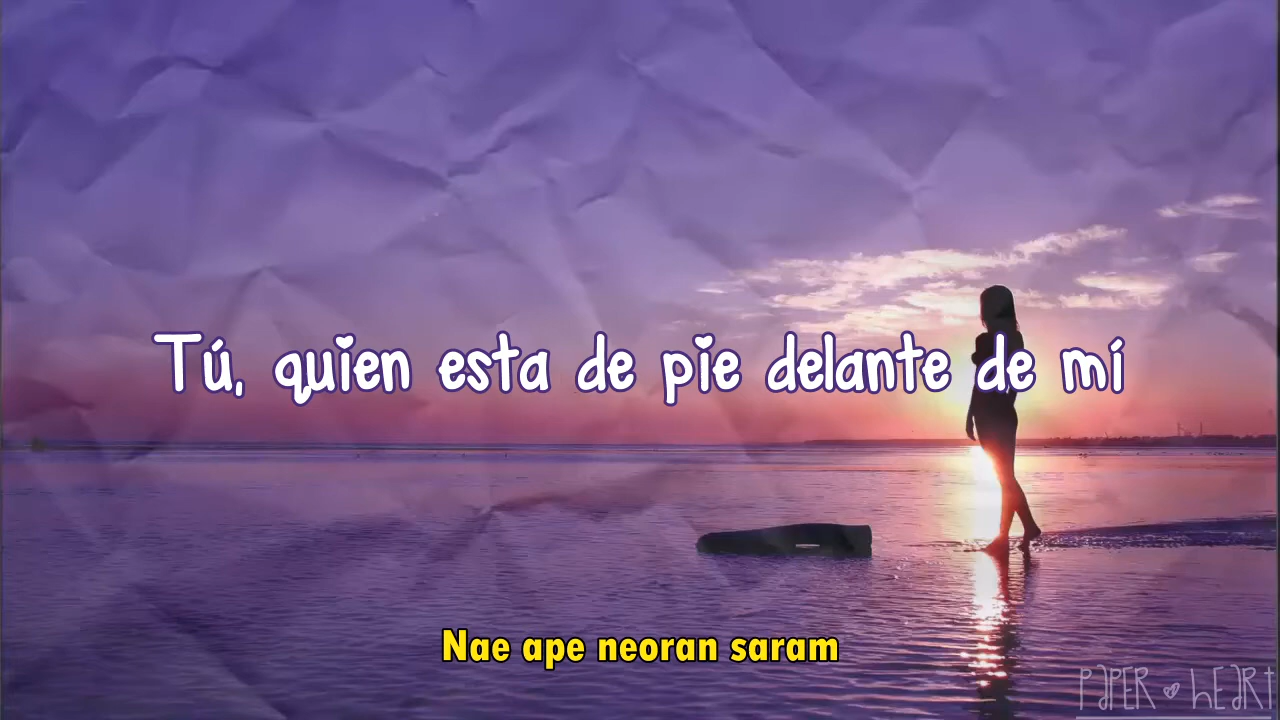 Tú, quien esta de pie delante de mí
Nae ape neoran saram
PAPER HEART